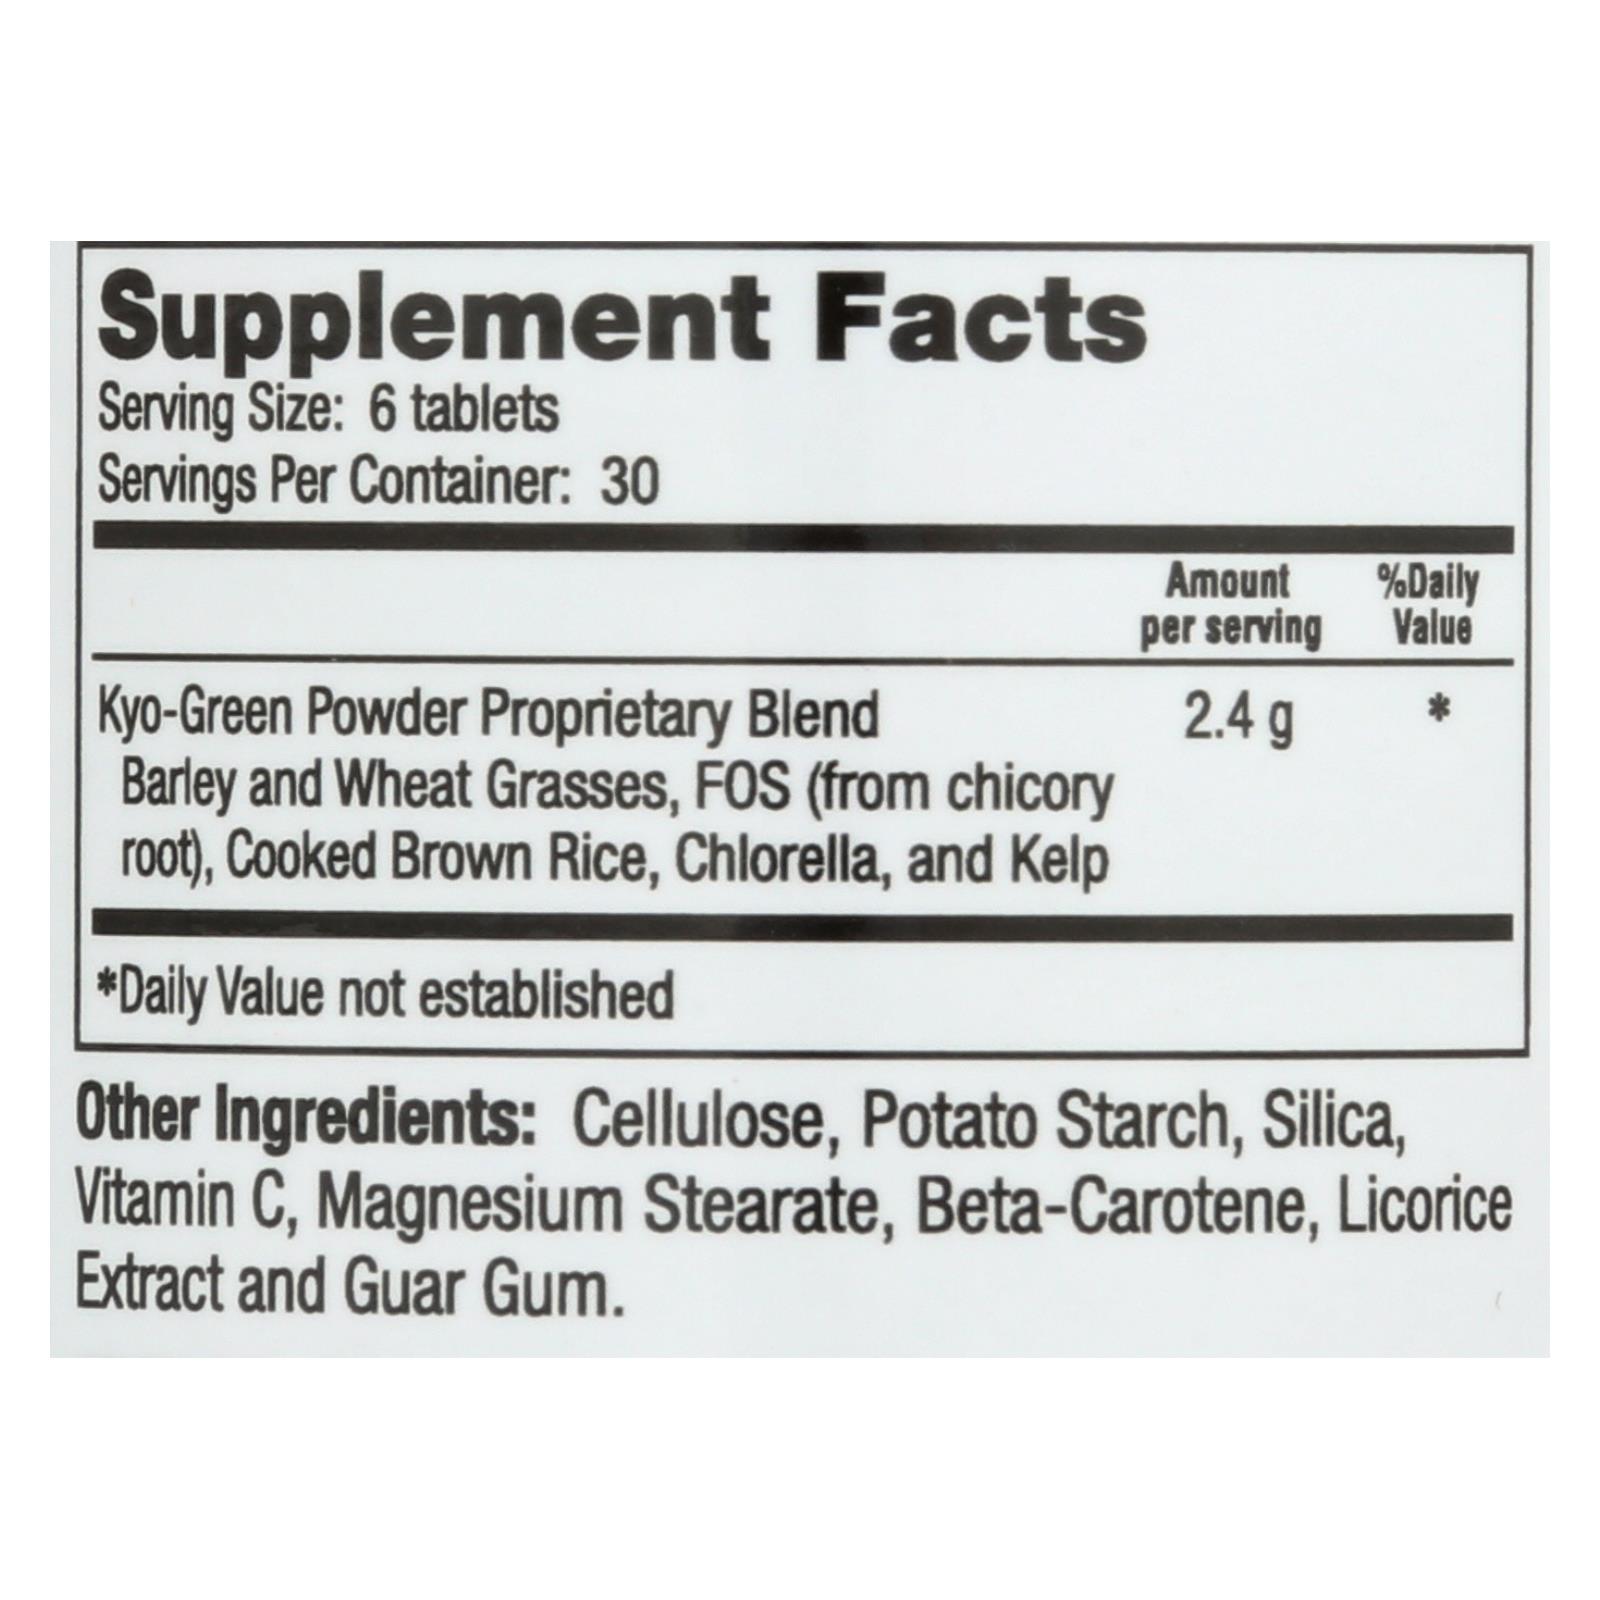 Supplement Facts
Serving Size: 6 tablets
Servings Per Container: 30
Amount %Daily
per serving Value
Kyo-Green Powder Proprietary Blend 2.4 g *
Barley and Wheat Grasses, FOS (from chicory
root), Cooked Brown Rice, Chlorella, and Kelp
*Daily Value not established
Other Ingredients: Cellulose, Potato Starch, Silica,
Vitamin C, Magnesium Stearate, Beta-Carotene, Licorice
Extract and Guar Gum.